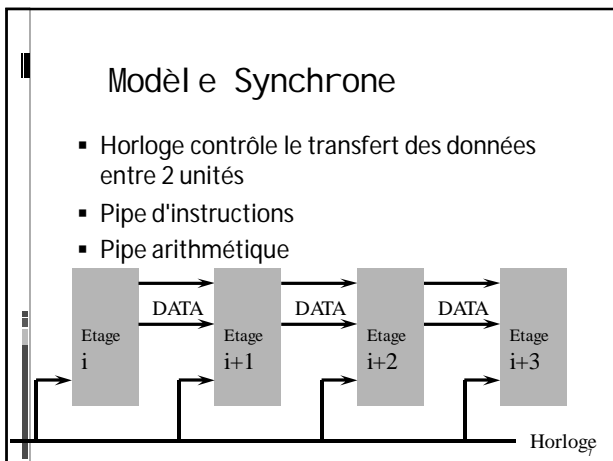 Modèle Synchrone
▪ Horloge contrôle le transfert des données
entre 2 unités
▪ Pipe d'instructions
▪ Pipe arithmétique
DATA DATA DATA
Etage Etage Etage Etage
i i+1 i+2 i+3
Horloge
7